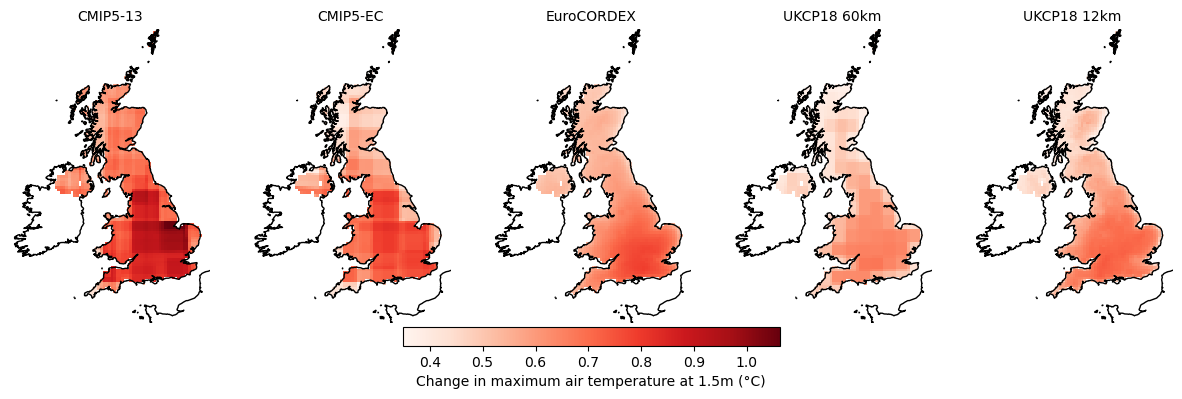 CMIP5-13 CMIP5-EC EuroCORDEX UKCP18 60km UKCP18 12km
0.4 0.5 0.6 0.7 0.8 0.9 1.0
Change in maximum air temperature at 1.5m (°C)